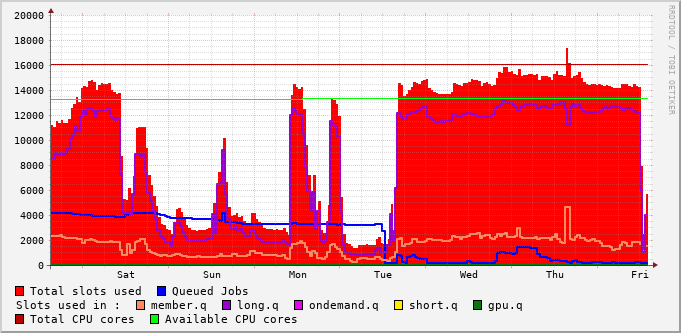 20000
18000
16000
14000
12000
10000
8000
6000
4000
2000
0
Sat Sun Mon Tue Wed Thu Fri
Total slots used Queued Jobs
Slots used in : member.q long.q ondemand.q short.q gpu.q
Total CPU cores Available CPU cores
RRDTOOL / TOBI OETIKER